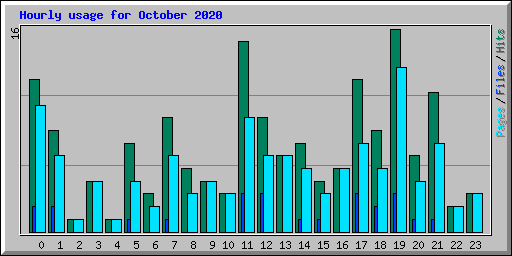 Hourly usage for October 2020
16
Pages/Files/Hits
0 1 2 3 4 5 6 7 8 9 10 11 12 13 14 15 16 17 18 19 20 21 22 23